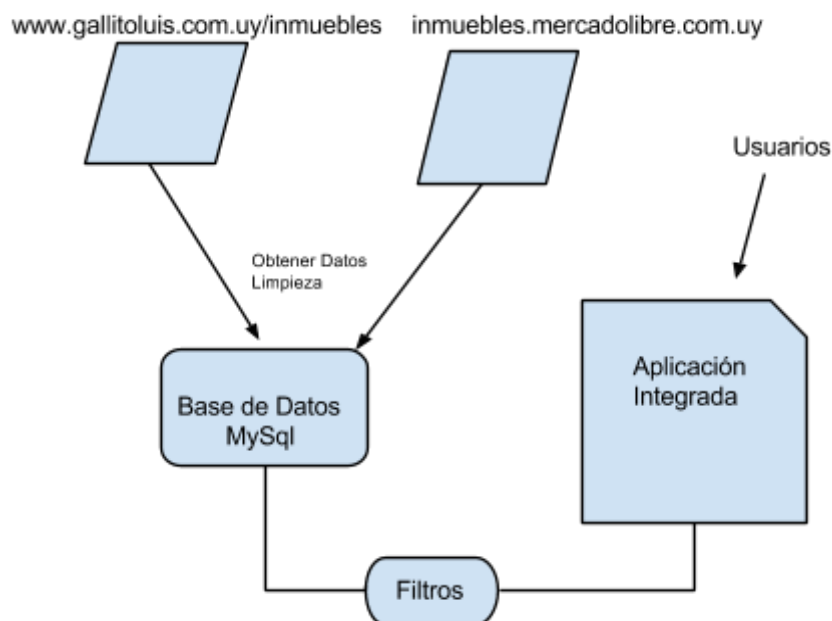 www.gallitoluis.com.uy/inmuebles
inmuebles.mercadolibre.com.uy
Usuarios
Obtener Datos
Limpieza
Aplicación
Integrada
Base de Datos
MySql
Filtros